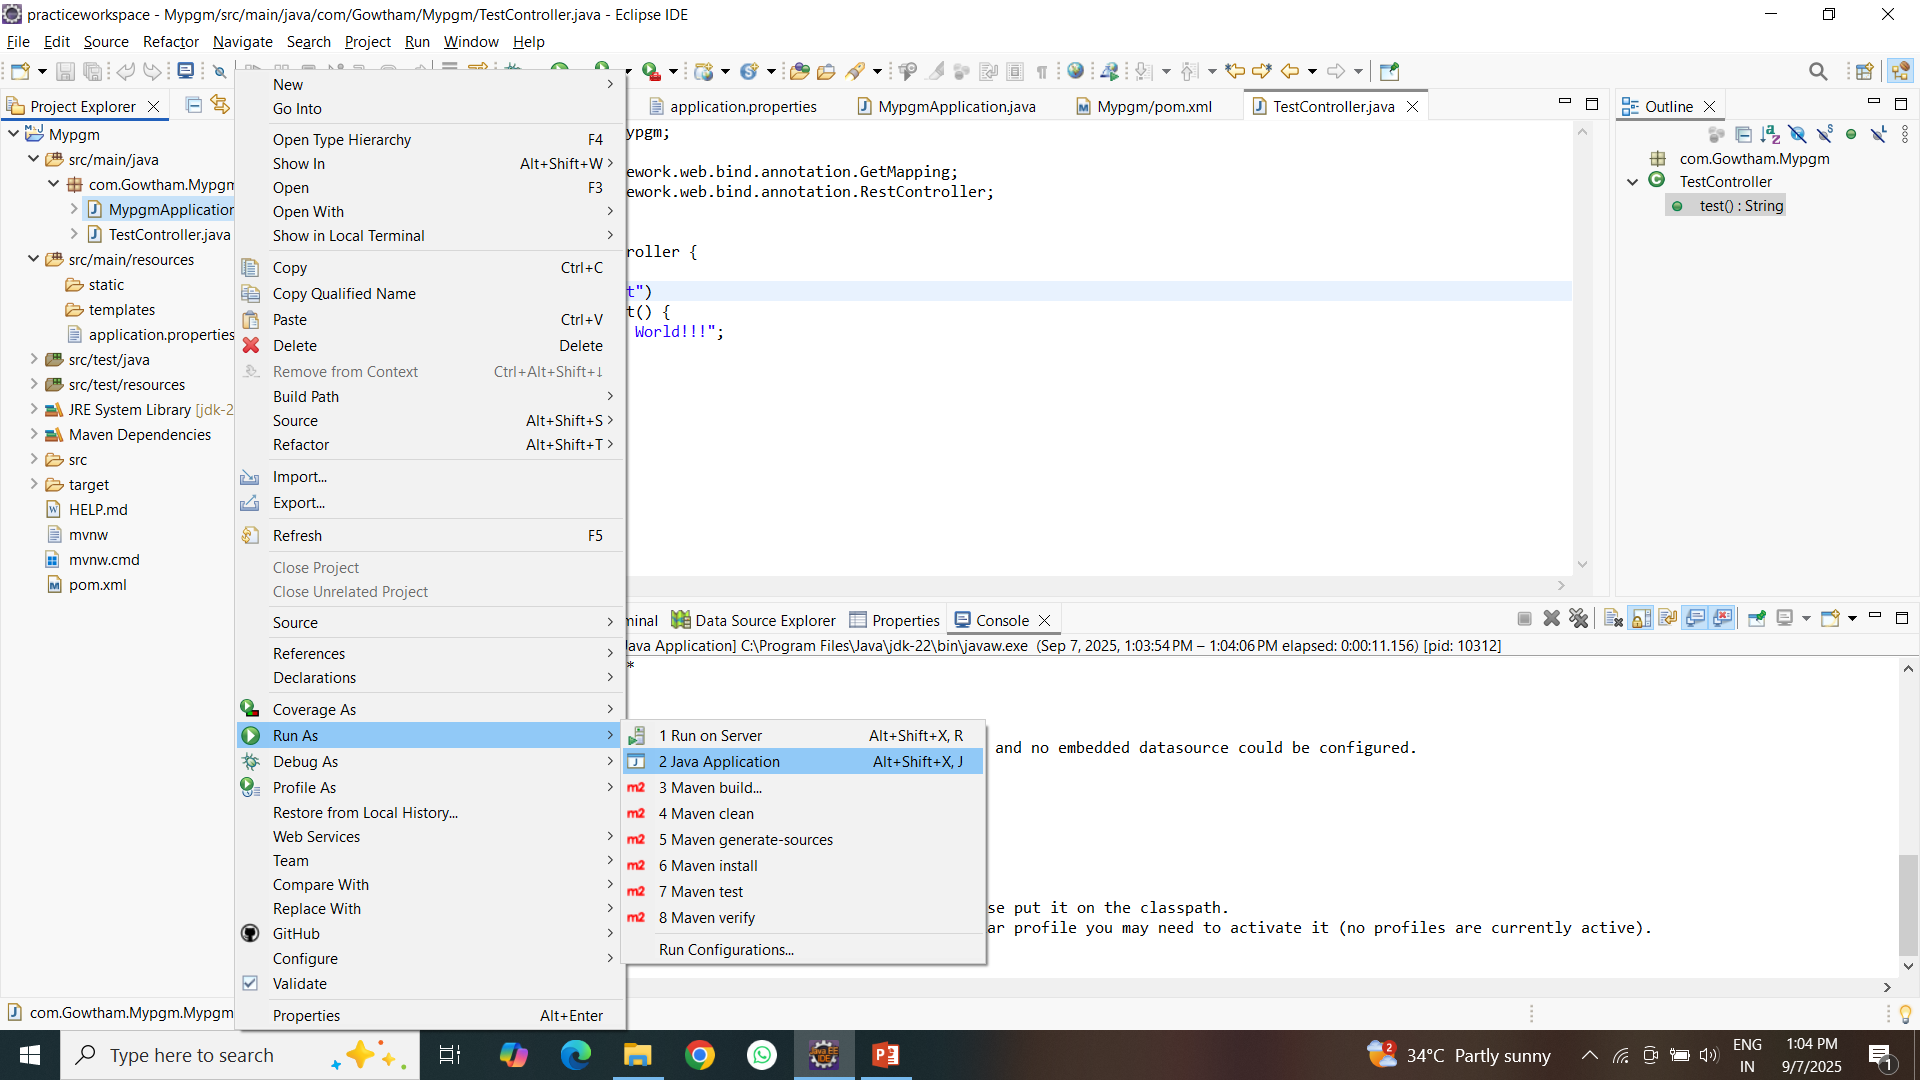 practiceworkspace - Mypgm/src/main/java/com/Gowtham/Mypgm/TestController.java - Eclipse IDE
File Edit Source Refactor Navigate Search Project Run Window Help
Project Explorer
Mypgm
src/main/java
com.Gowtham.Mypgm
MypgmApplication
TestController.java
src/main/resources
static
templates
application.properties
src/test/java
src/test/resources
JRE System Library [jdk-2
Maven Dependencies
src
target
HELP.md
mvnw
mvnw.cmd
pom.xml
New
Go Into
Open Type Hierarchy F4
Show In Alt+Shift+W
Open F3
Open With
Show in Local Terminal
Copy Ctrl+C
Copy Qualified Name
Paste Ctrl+V
Delete Delete
Remove from Context Ctrl+Alt+Shift+↓
Build Path
Source Alt+Shift+S
Refactor Alt+Shift+T
Import...
Export...
Refresh F5
Close Project
Close Unrelated Project
Source
References
Declarations
Coverage As
Run As
Debug As
Profile As
Restore from Local History...
Web Services
Team
Compare With
Replace With
GitHub
Configure
Validate
Properties Alt+Enter
1 Run on Server Alt+Shift+X, R
2 Java Application Alt+Shift+X, J
3 Maven build...
4 Maven clean
5 Maven generate-sources
6 Maven install
7 Maven test
8 Maven verify
Run Configurations...
application.properties MypgmApplication.java Mypgm/pom.xml TestController.java
ypgm;
ework.web.bind.annotation.GetMapping;
ework.web.bind.annotation.RestController;
roller {
t")
t() {
World!!!";
Outline
com.Gowtham.Mypgm
TestController
test() : String
minal Data Source Explorer Properties Console
Java Application] C:\Program Files\Java\jdk-22\bin\javaw.exe (Sep 7, 2025, 1:03:54 PM – 1:04:06 PM elapsed: 0:00:11.156) [pid: 10312]
*
and no embedded datasource could be configured.
se put it on the classpath.
ar profile you may need to activate it (no profiles are currently active).
com.Gowtham.Mypgm.Mypgm
Type here to search
34°C Partly sunny
ENG
IN
1:04 PM
9/7/2025